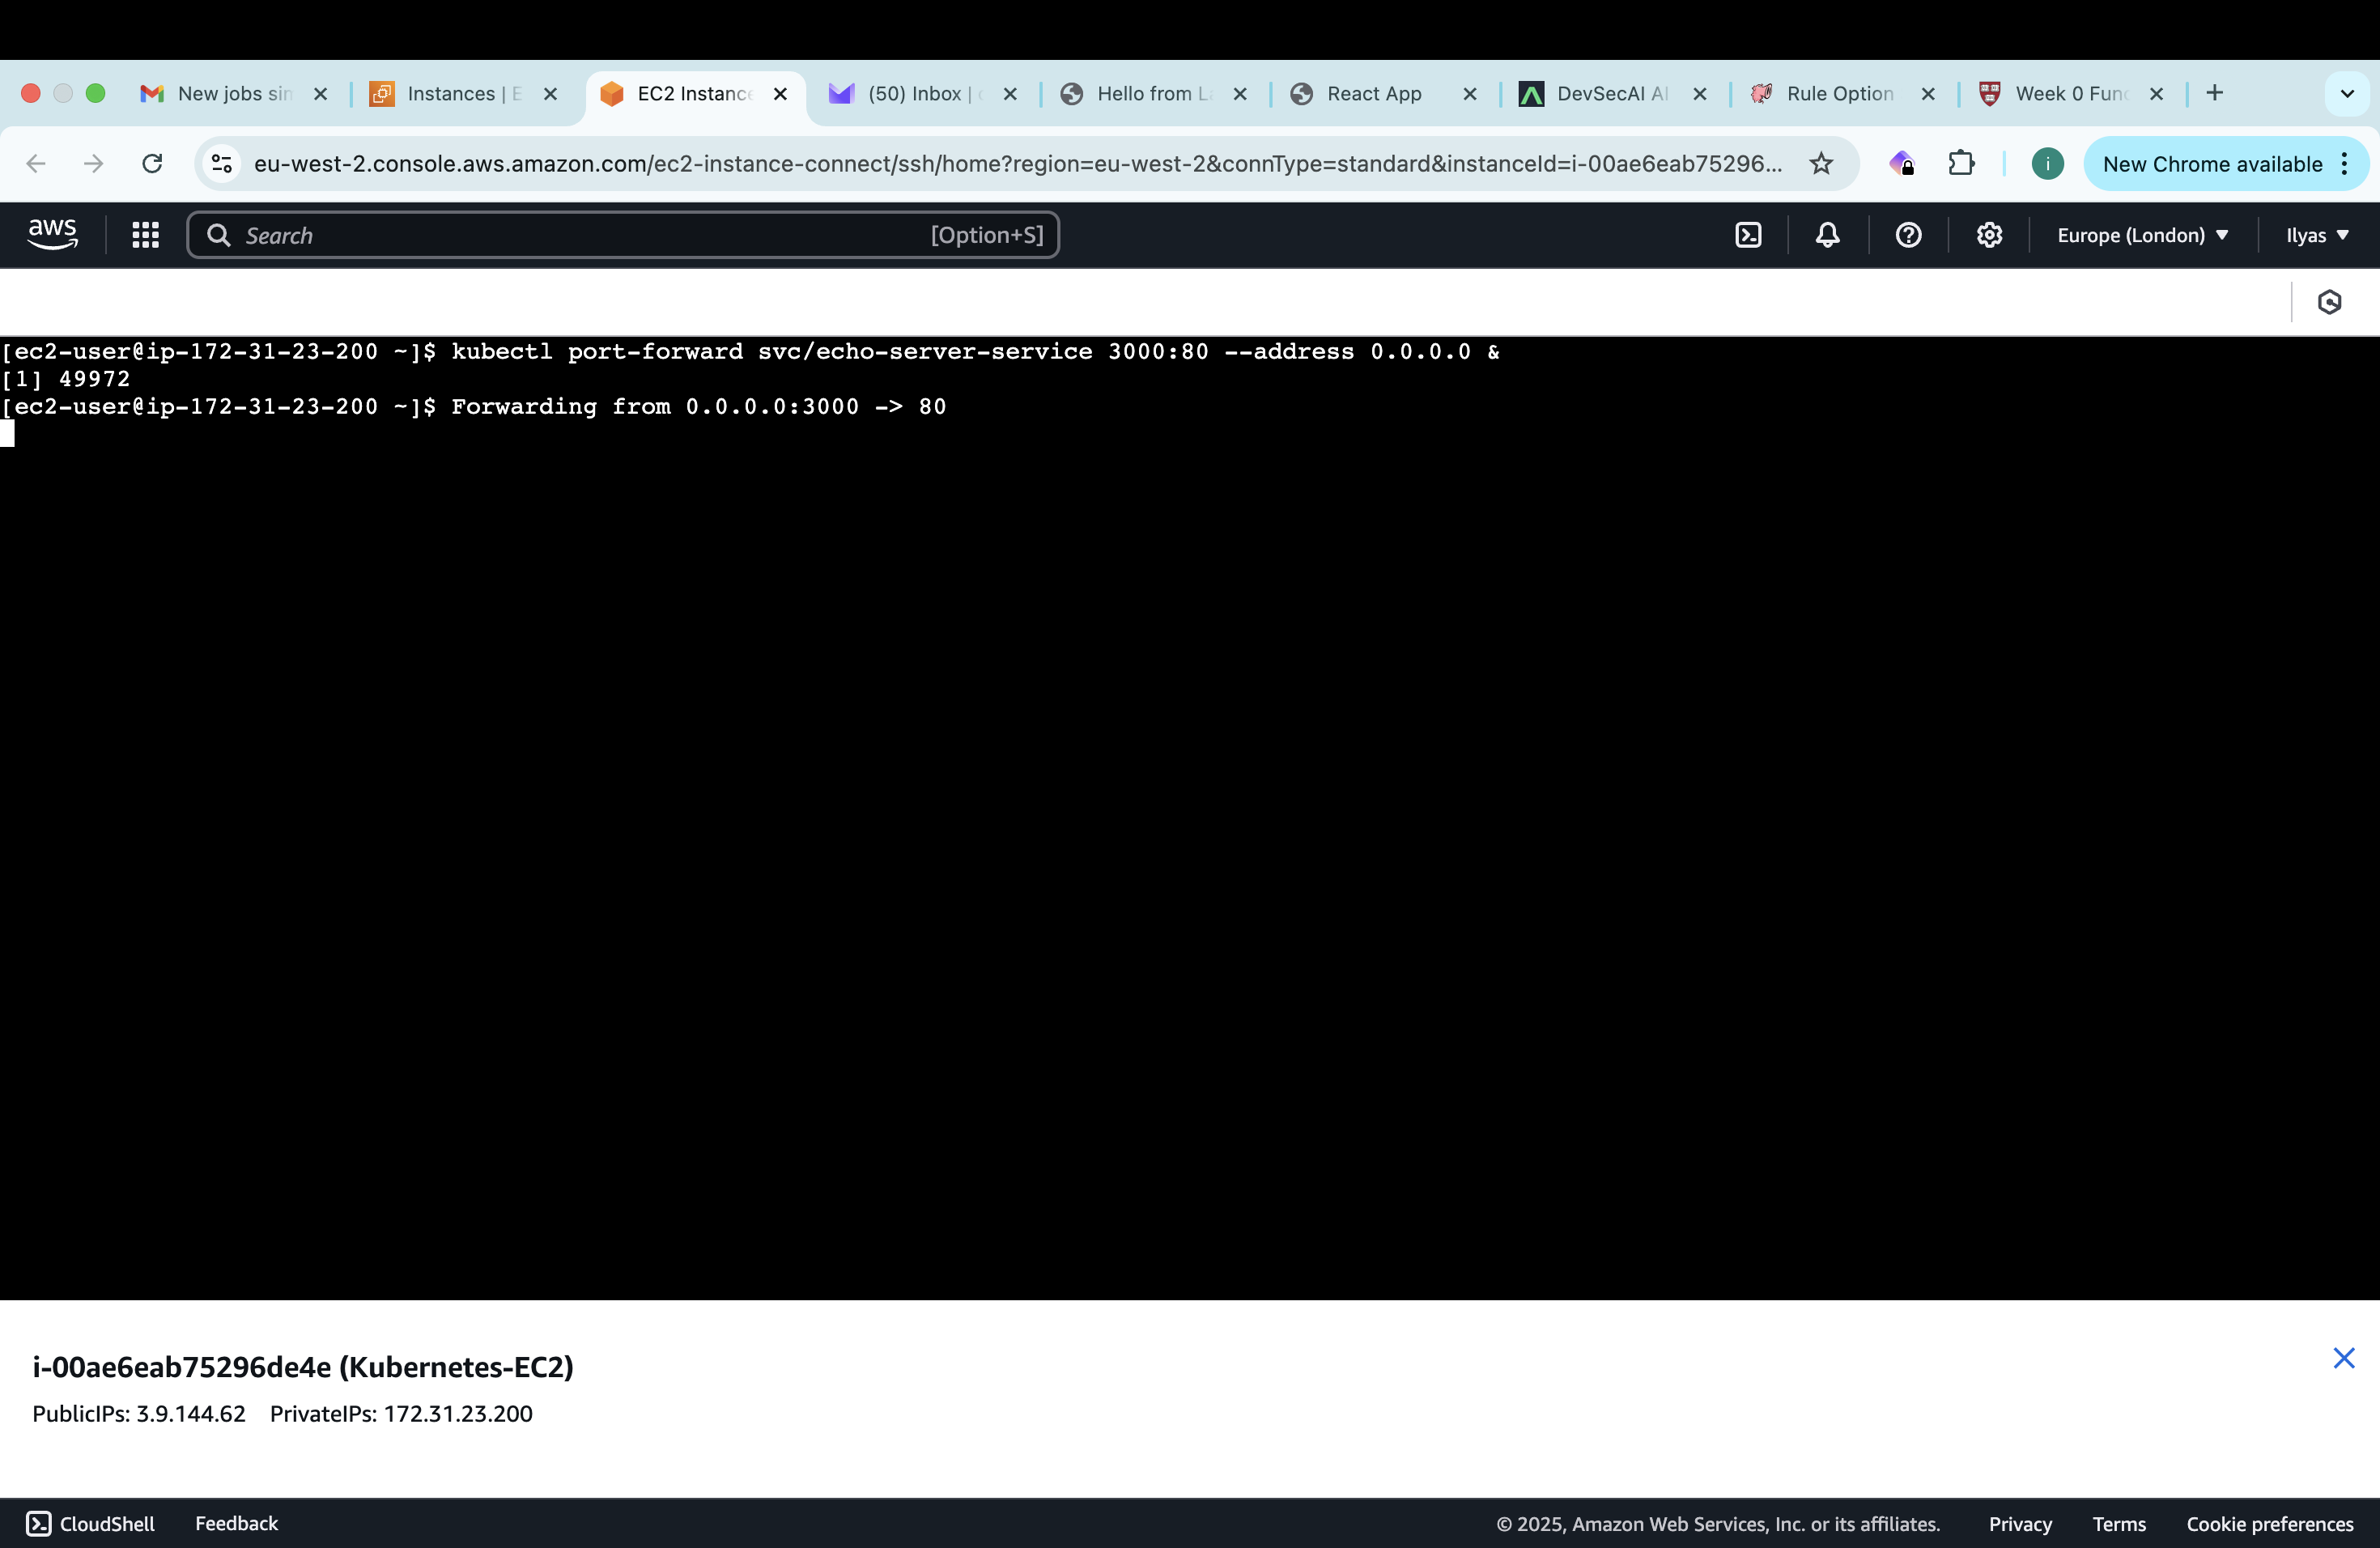 New jobs sin
Instances | E
EC2 Instance
(50) Inbox |
Hello from La
React App
DevSecAI AI
Rule Option
Week 0 Func
eu-west-2.console.aws.amazon.com/ec2-instance-connect/ssh/home?region=eu-west-2&connType=standard&instanceId=i-00ae6eab75296...
i
New Chrome available
aws
Search
[Option+S]
Europe (London)
Ilyas
[ec2-user@ip-172-31-23-200 ~]$ kubectl port-forward svc/echo-server-service 3000:80 --address 0.0.0.0 &
[1] 49972
[ec2-user@ip-172-31-23-200 ~]$ Forwarding from 0.0.0.0:3000 -> 80
i-00ae6eab75296de4e (Kubernetes-EC2)
PublicIPs: 3.9.144.62 PrivateIPs: 172.31.23.200
CloudShell
Feedback
© 2025, Amazon Web Services, Inc. or its affiliates.
Privacy
Terms
Cookie preferences